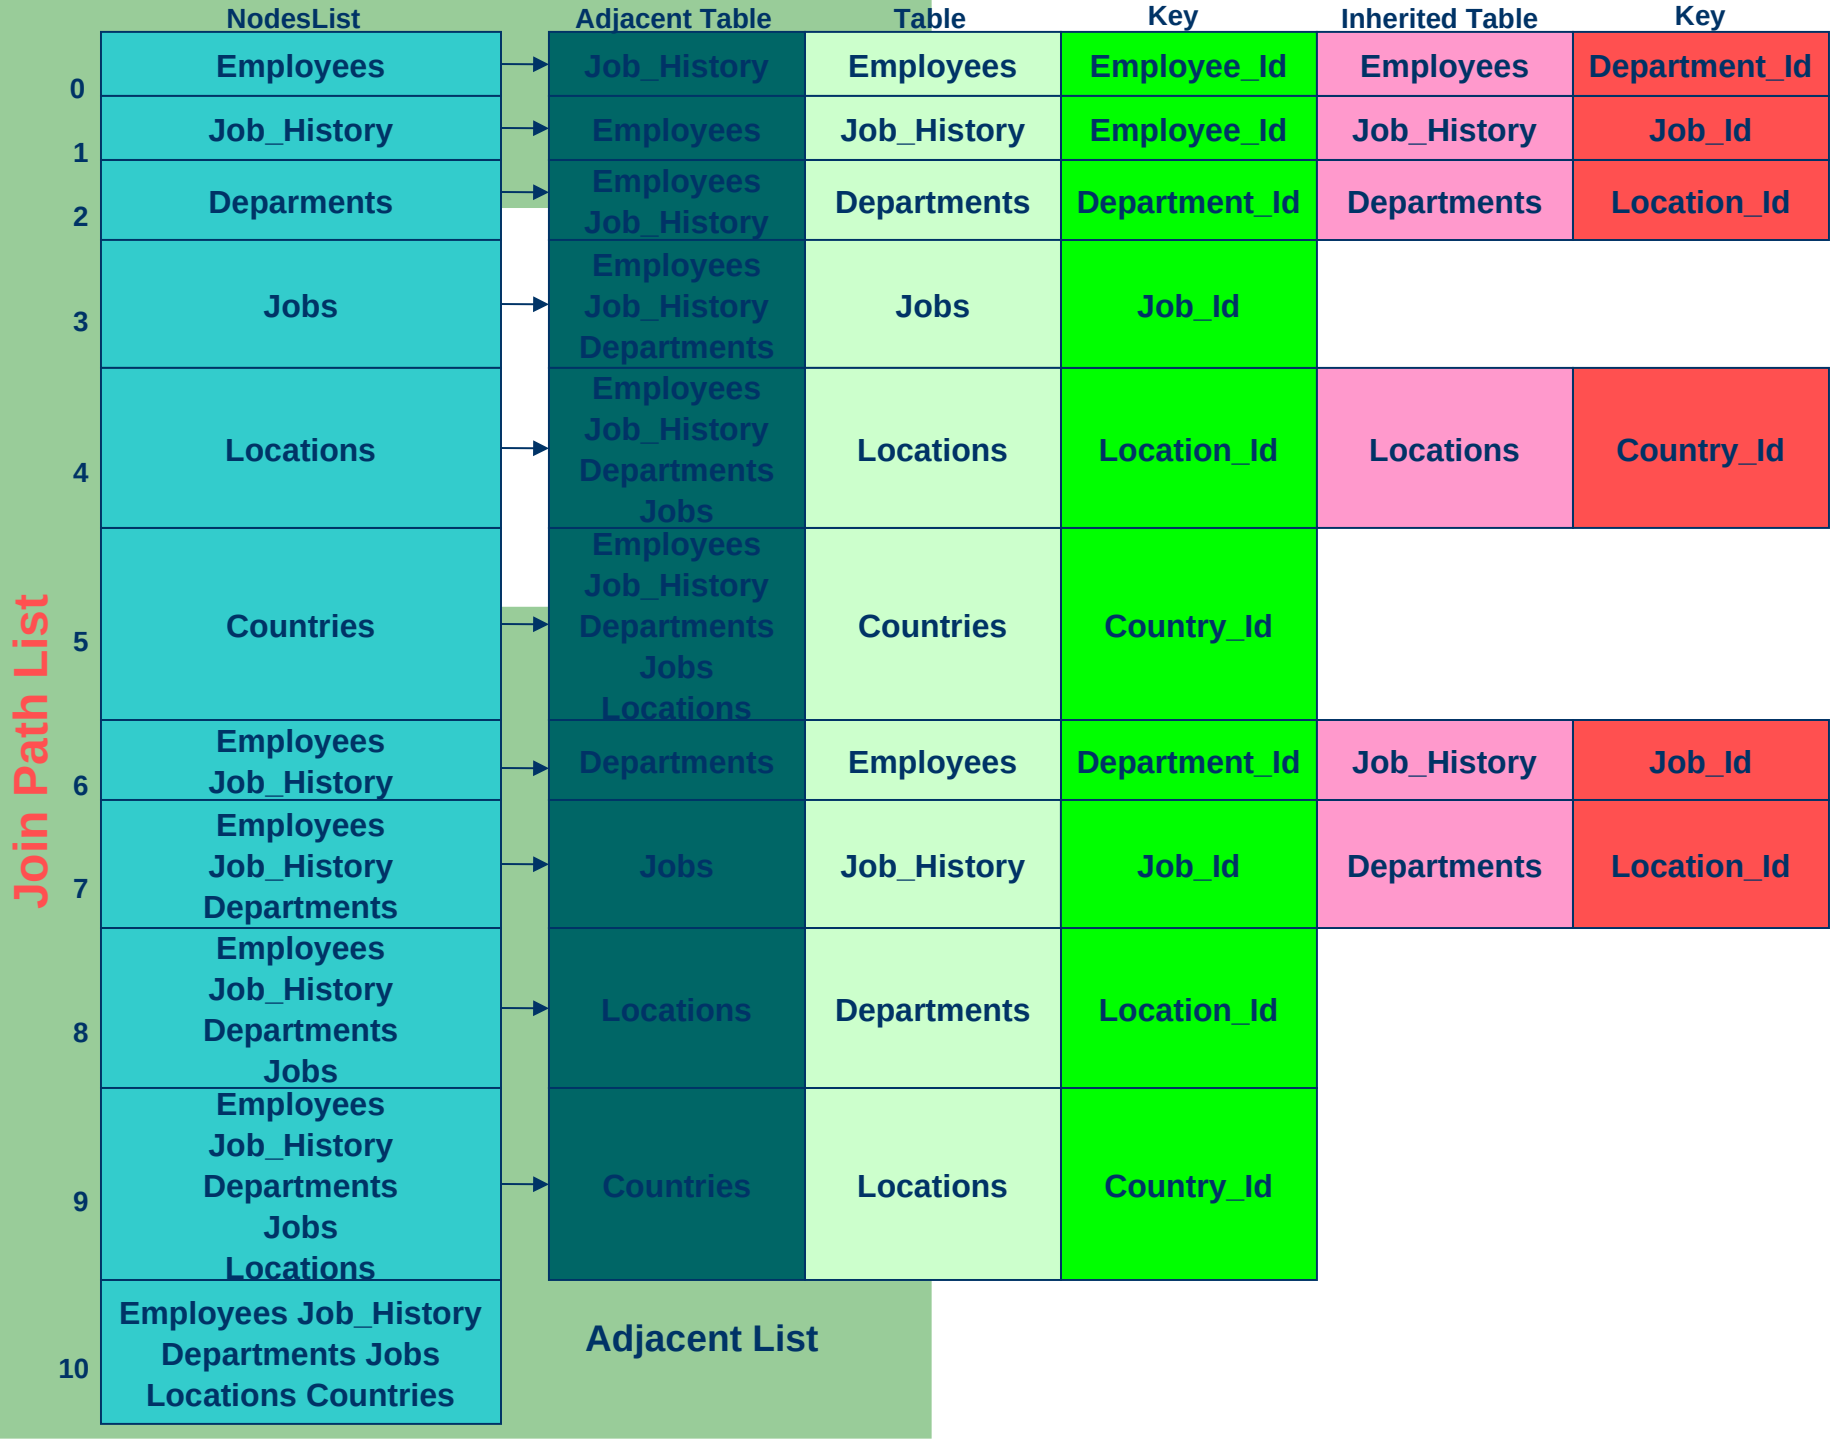 NodesList Adjacent Table Table Key Inherited Table Key
0 Employees Job_History Employees Employee_Id Employees Department_Id
1 Job_History Employees Job_History Employee_Id Job_History Job_Id
2 Deparments Employees
Job_History Departments Department_Id Departments Location_Id
3 Jobs Employees
Job_History
Departments Jobs Job_Id
4 Locations Employees
Job_History
Departments
Jobs Locations Location_Id Locations Country_Id
5 Countries Employees
Job_History
Departments
Jobs
Locations Countries Country_Id
6 Employees
Job_History Departments Employees Department_Id Job_History Job_Id
7 Employees
Job_History
Departments Jobs Job_History Job_Id Departments Location_Id
8 Employees
Job_History
Departments
Jobs Locations Departments Location_Id
9 Employees
Job_History
Departments
Jobs
Locations Countries Locations Country_Id
10 Employees Job_History
Departments Jobs
Locations Countries
Adjacent List
Join Path List